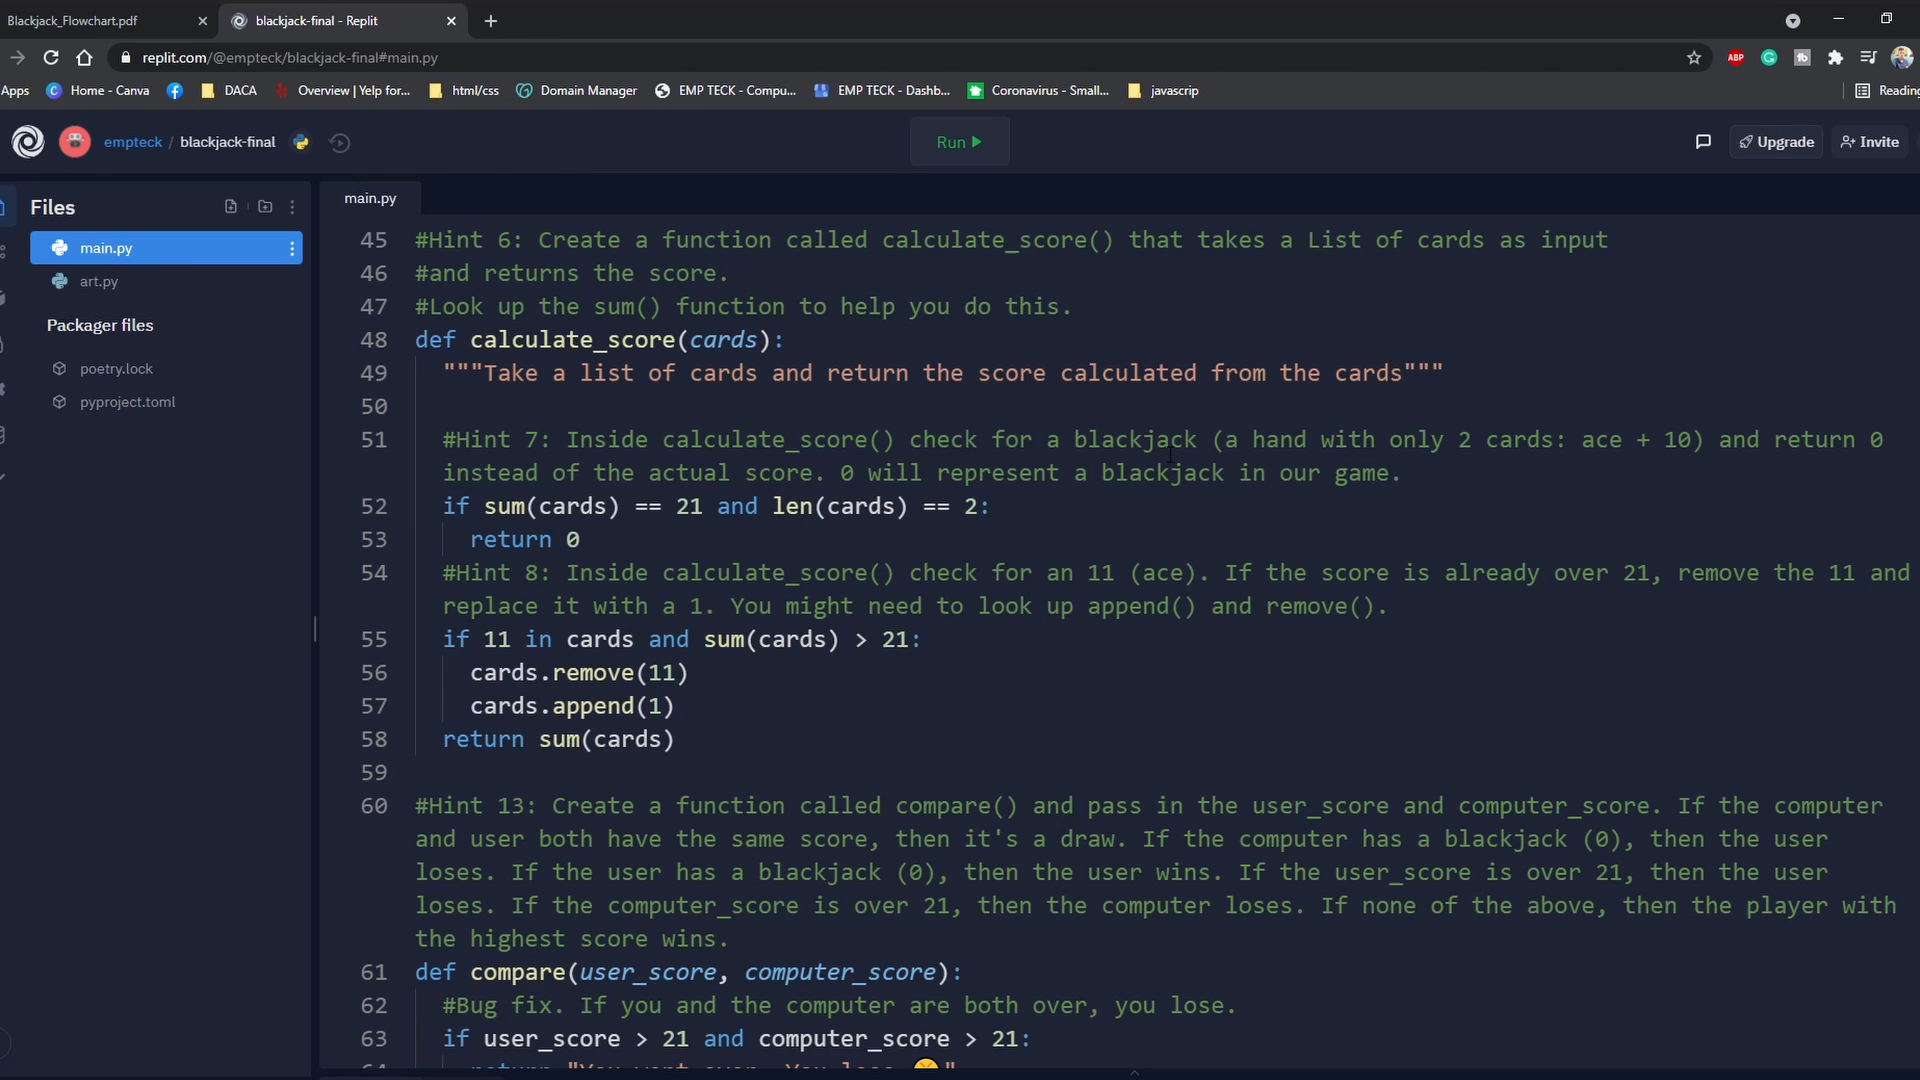 Blackjack_Flowchart.pdf
blackjack-final - Replit
replit.com/@empteck/blackjack-final#main.py
ABP
Apps
Home - Canva
DACA
Overview | Yelp for...
html/css
Domain Manager
EMP TECK - Compu...
EMP TECK - Dashb...
Coronavirus - Small...
javascrip
Reading
empteck / blackjack-final
Run
Upgrade
Invite
Files
main.py
art.py
Packager files
poetry.lock
pyproject.toml
main.py
45 #Hint 6: Create a function called calculate_score() that takes a List of cards as input
46 #and returns the score.
47 #Look up the sum() function to help you do this.
48 def calculate_score(cards):
49 """Take a list of cards and return the score calculated from the cards"""
50
51 #Hint 7: Inside calculate_score() check for a blackjack (a hand with only 2 cards: ace + 10) and return 0
instead of the actual score. 0 will represent a blackjack in our game.
52 if sum(cards) == 21 and len(cards) == 2:
53 return 0
54 #Hint 8: Inside calculate_score() check for an 11 (ace). If the score is already over 21, remove the 11 and
replace it with a 1. You might need to look up append() and remove().
55 if 11 in cards and sum(cards) > 21:
56 cards.remove(11)
57 cards.append(1)
58 return sum(cards)
59
60 #Hint 13: Create a function called compare() and pass in the user_score and computer_score. If the computer
and user both have the same score, then it's a draw. If the computer has a blackjack (0), then the user
loses. If the user has a blackjack (0), then the user wins. If the user_score is over 21, then the user
loses. If the computer_score is over 21, then the computer loses. If none of the above, then the player with
the highest score wins.
61 def compare(user_score, computer_score):
62 #Bug fix. If you and the computer are both over, you lose.
63 if user_score > 21 and computer_score > 21:
64 return "You went over. You lose 😤"